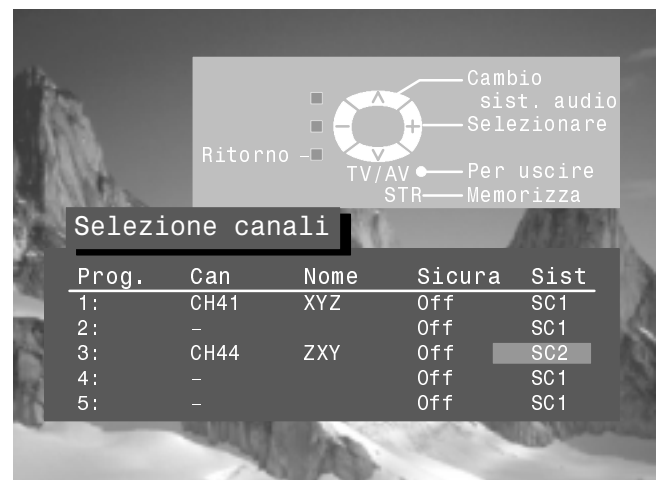 Cambio
sist. audio
Selezionare
Ritorno
TV/AV
Per uscire
STR
Memorizza
Selezione canali
Prog. Can Nome Sicura Sist
1: CH41 XYZ Off SC1
2: – Off SC1
3: CH44 ZXY Off SC2
4: – Off SC1
5: – Off SC1